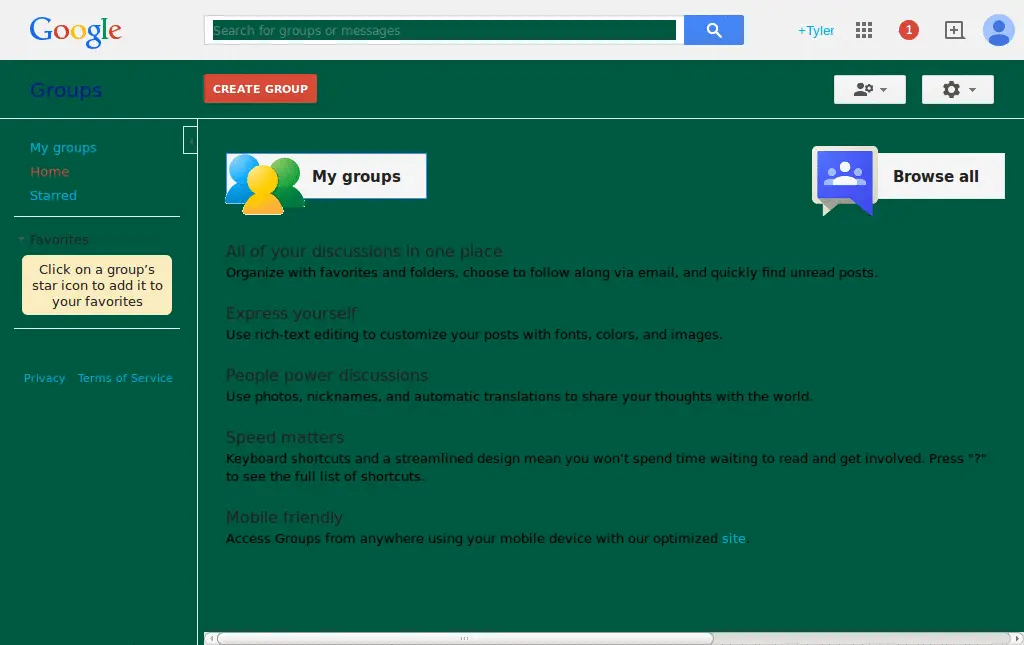 Google
Search for groups or messages
+Tyler
1
Groups
CREATE GROUP
My groups
Home
Starred
Favorites
Click on a group’s
star icon to add it to
your favorites
Privacy Terms of Service
My groups
Browse all
All of your discussions in one place
Organize with favorites and folders, choose to follow along via email, and quickly find unread posts.
Express yourself
Use rich-text editing to customize your posts with fonts, colors, and images.
People power discussions
Use photos, nicknames, and automatic translations to share your thoughts with the world.
Speed matters
Keyboard shortcuts and a streamlined design mean you won’t spend time waiting to read and get involved. Press "?"
to see the full list of shortcuts.
Mobile friendly
Access Groups from anywhere using your mobile device with our optimized site.